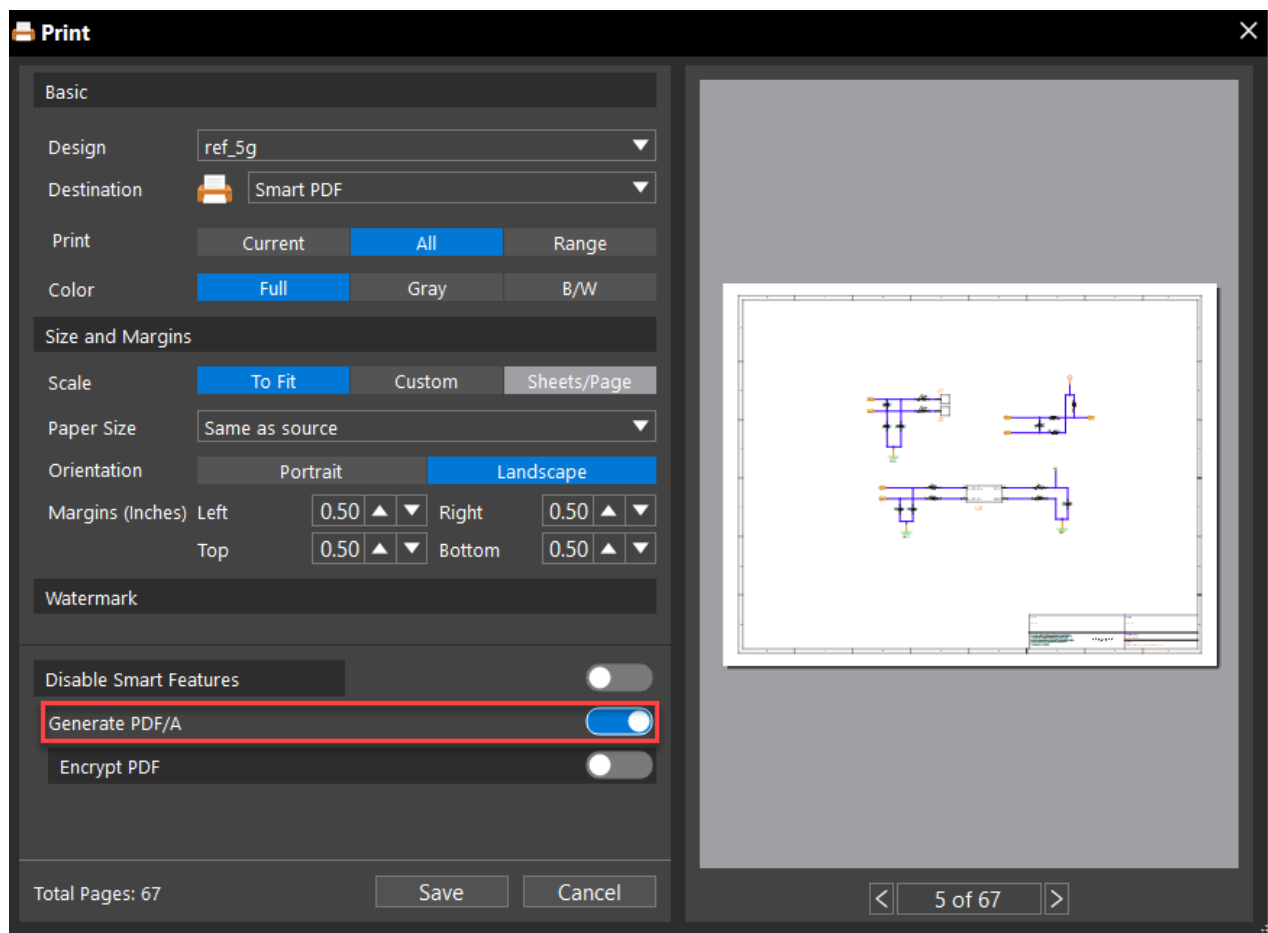 Print
Basic
Design ref_5g
Destination Smart PDF
Print Current All Range
Color Full Gray B/W
Size and Margins
Scale To Fit Custom Sheets/Page
Paper Size Same as source
Orientation Portrait Landscape
Margins (Inches) Left 0.50 Right 0.50
Top 0.50 Bottom 0.50
Watermark
Disable Smart Features
Generate PDF/A
Encrypt PDF
Total Pages: 67 Save Cancel
5 of 67